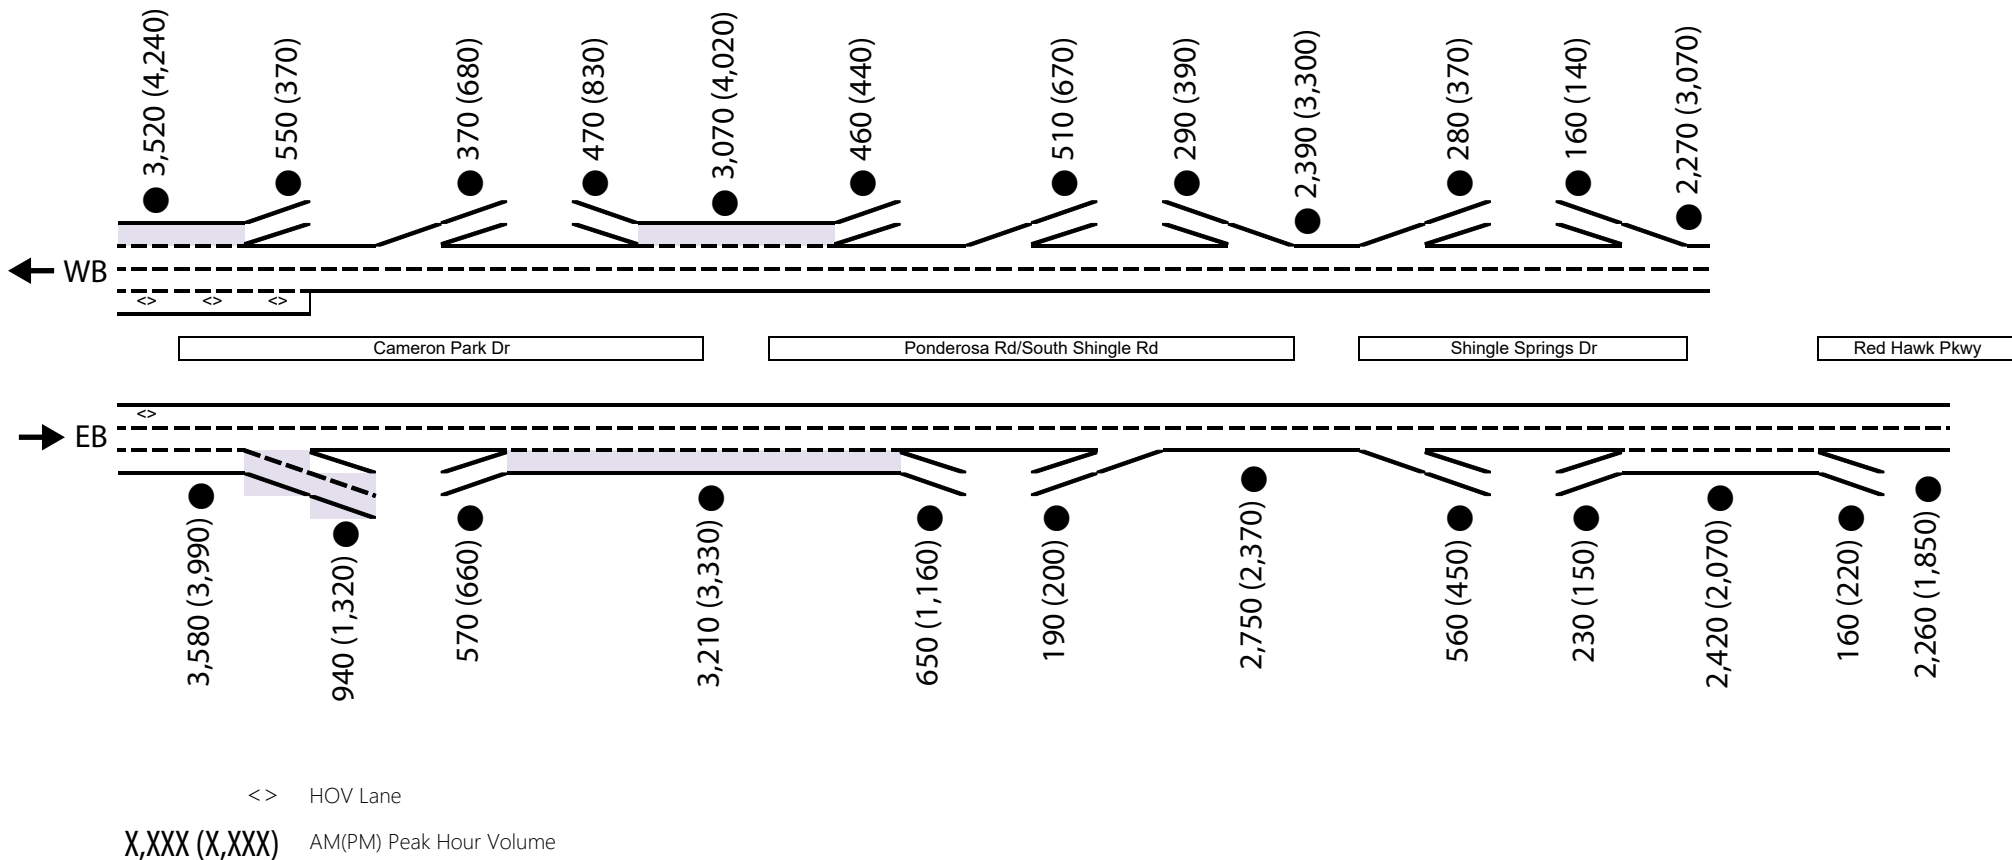 3,520 (4,240)
550 (370)
370 (680)
470 (830)
3,070 (4,020)
460 (440)
510 (670)
290 (390)
2,390 (3,300)
280 (370)
160 (140)
2,270 (3,070)
WB
<> <> <>
Cameron Park Dr
Ponderosa Rd/South Shingle Rd
Shingle Springs Dr
Red Hawk Pkwy
<>
EB
3,580 (3,990)
940 (1,320)
570 (660)
3,210 (3,330)
650 (1,160)
190 (200)
2,750 (2,370)
560 (450)
230 (150)
2,420 (2,070)
160 (220)
2,260 (1,850)
<> HOV Lane
X,XXX (X,XXX) AM(PM) Peak Hour Volume